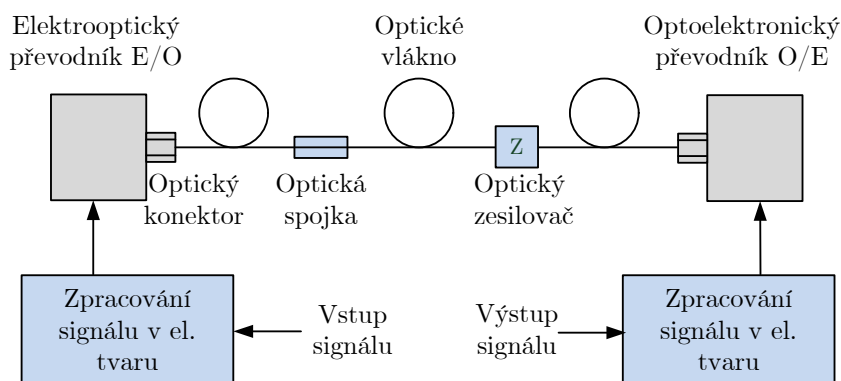 Elektrooptický
převodník E/O
Optické
vlákno
Optoelektronický
převodník O/E
Z
Optický
konektor
Optická
spojka
Optický
zesilovač
Zpracování
signálu v el.
tvaru
Vstup
signálu
Výstup
signálu
Zpracování
signálu v el.
tvaru